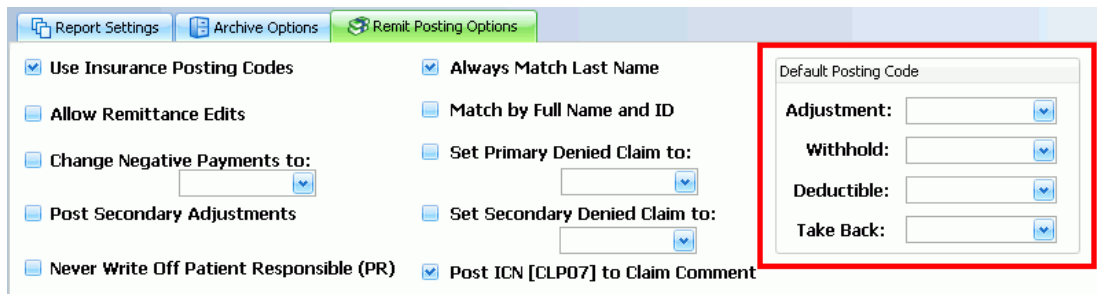 Report Settings Archive Options Remit Posting Options
Use Insurance Posting Codes
Allow Remittance Edits
Change Negative Payments to:
Post Secondary Adjustments
Never Write Off Patient Responsible (PR)
Always Match Last Name
Match by Full Name and ID
Set Primary Denied Claim to:
Set Secondary Denied Claim to:
Post ICN [CLP07] to Claim Comment
Default Posting Code
Adjustment:
Withhold:
Deductible:
Take Back: